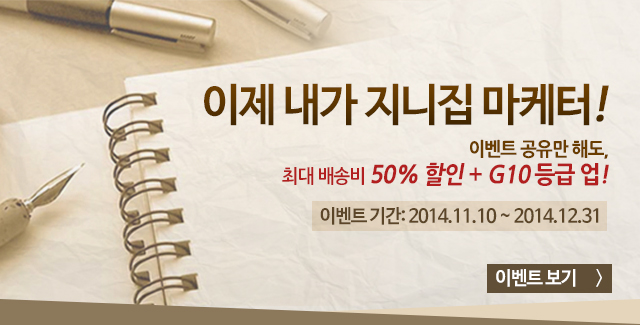 이제 내가 지니집 마케터!
이벤트 공유만 해도,
최대 배송비 50% 할인 + G10 등급 업!
이벤트 기간: 2014.11.10 ~ 2014.12.31
이벤트 보기 〉